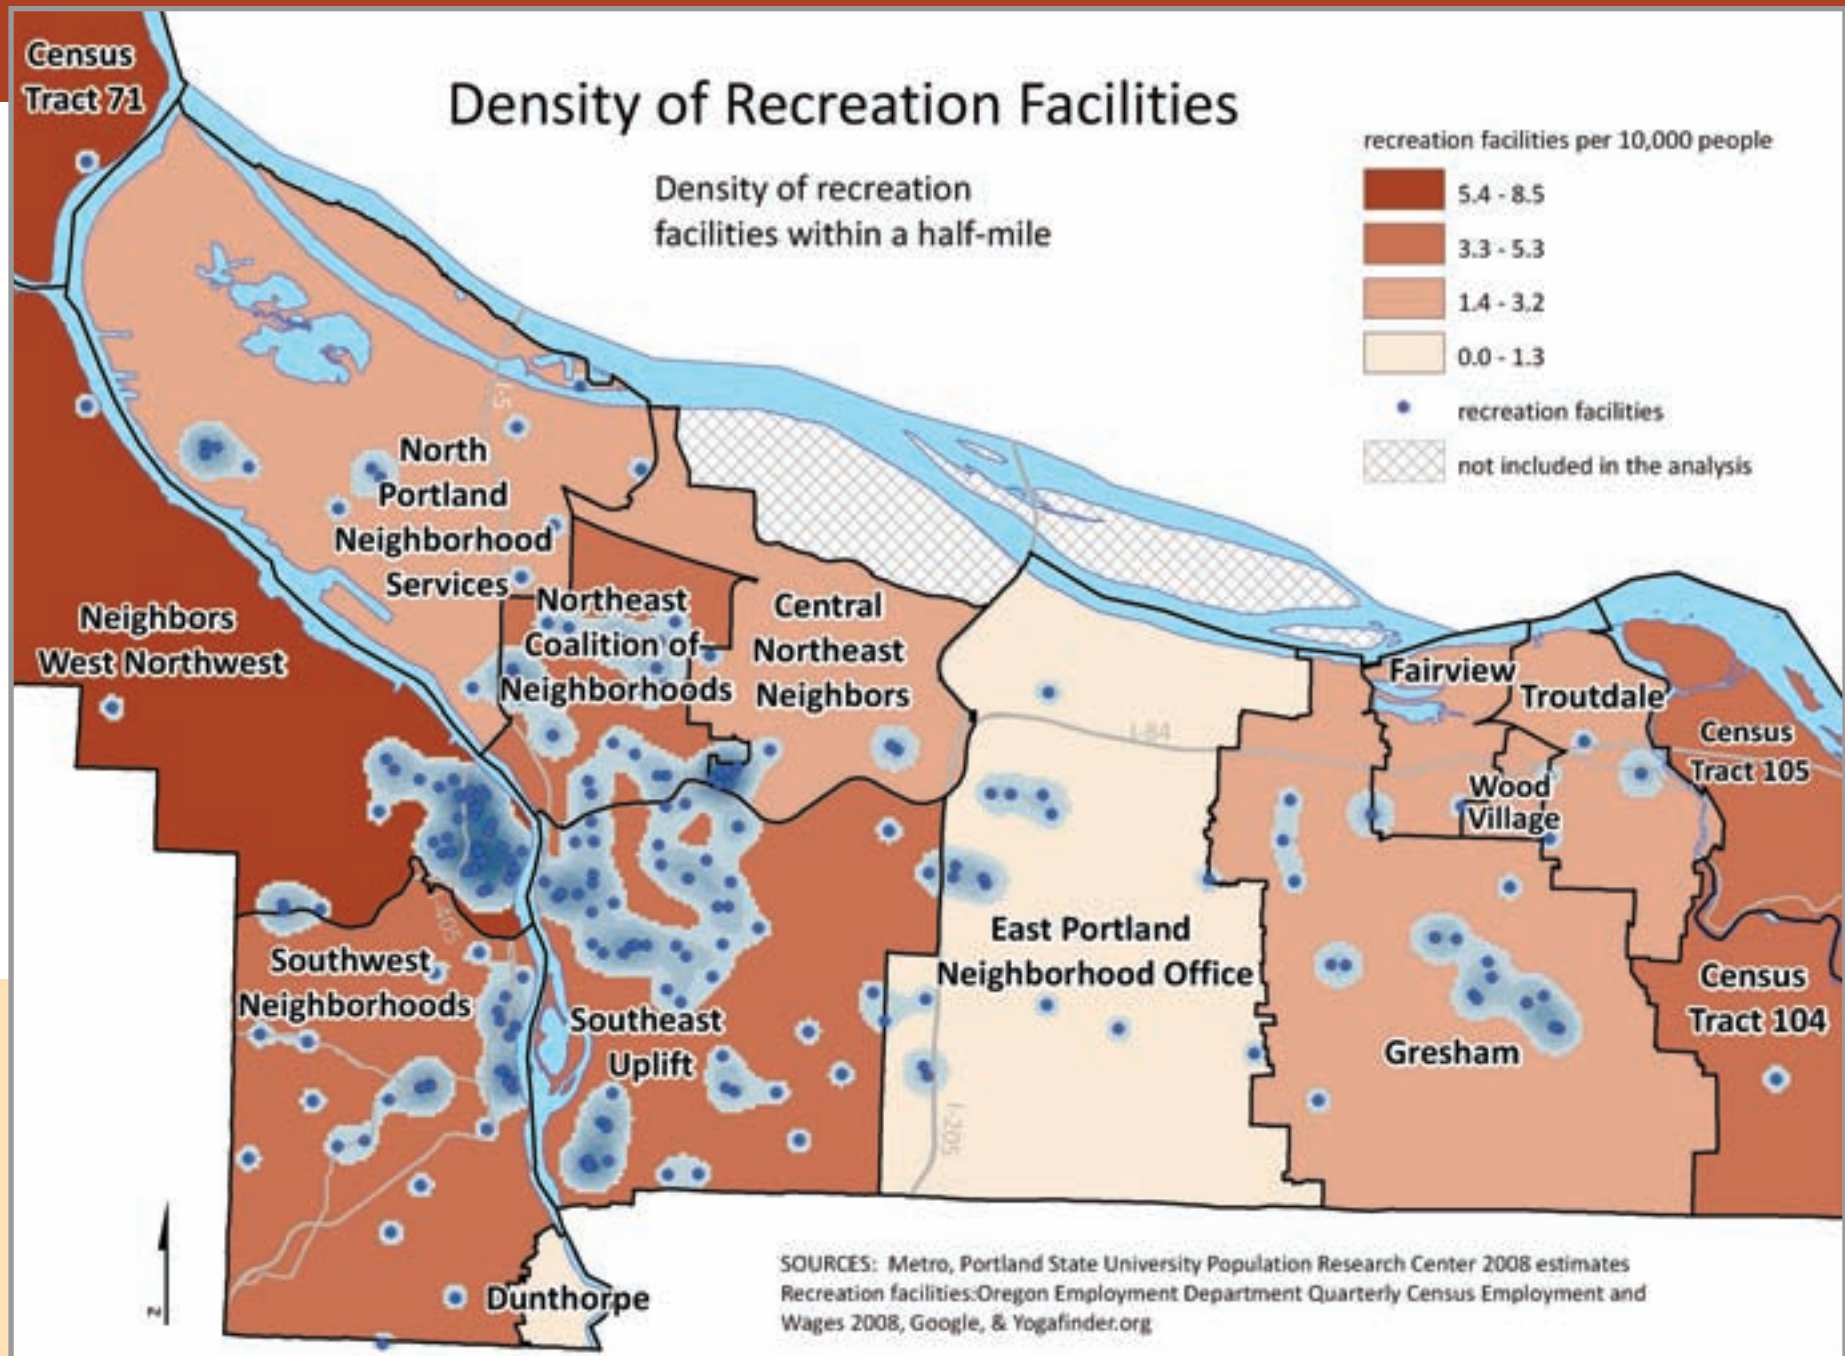 Census
Tract 71
Density of Recreation Facilities
Density of recreation
facilities within a half-mile
recreation facilities per 10,000 people
5.4 - 8.5
3.3 - 5.3
1.4 - 3.2
0.0 - 1.3
recreation facilities
not included in the analysis
I-5
North
Portland
Neighborhood
Services
Neighbors
West Northwest
Northeast
Coalition of
Neighborhoods
Central
Northeast
Neighbors
Fairview
Troutdale
I-84
Census
Tract 105
Wood
Village
I-405
East Portland
Neighborhood Office
Southwest
Neighborhoods
Southeast
Uplift
Census
Tract 104
Gresham
I-205
N
Dunthorpe
SOURCES: Metro, Portland State University Population Research Center 2008 estimates
Recreation facilities:Oregon Employment Department Quarterly Census Employment and
Wages 2008, Google, & Yogafinder.org